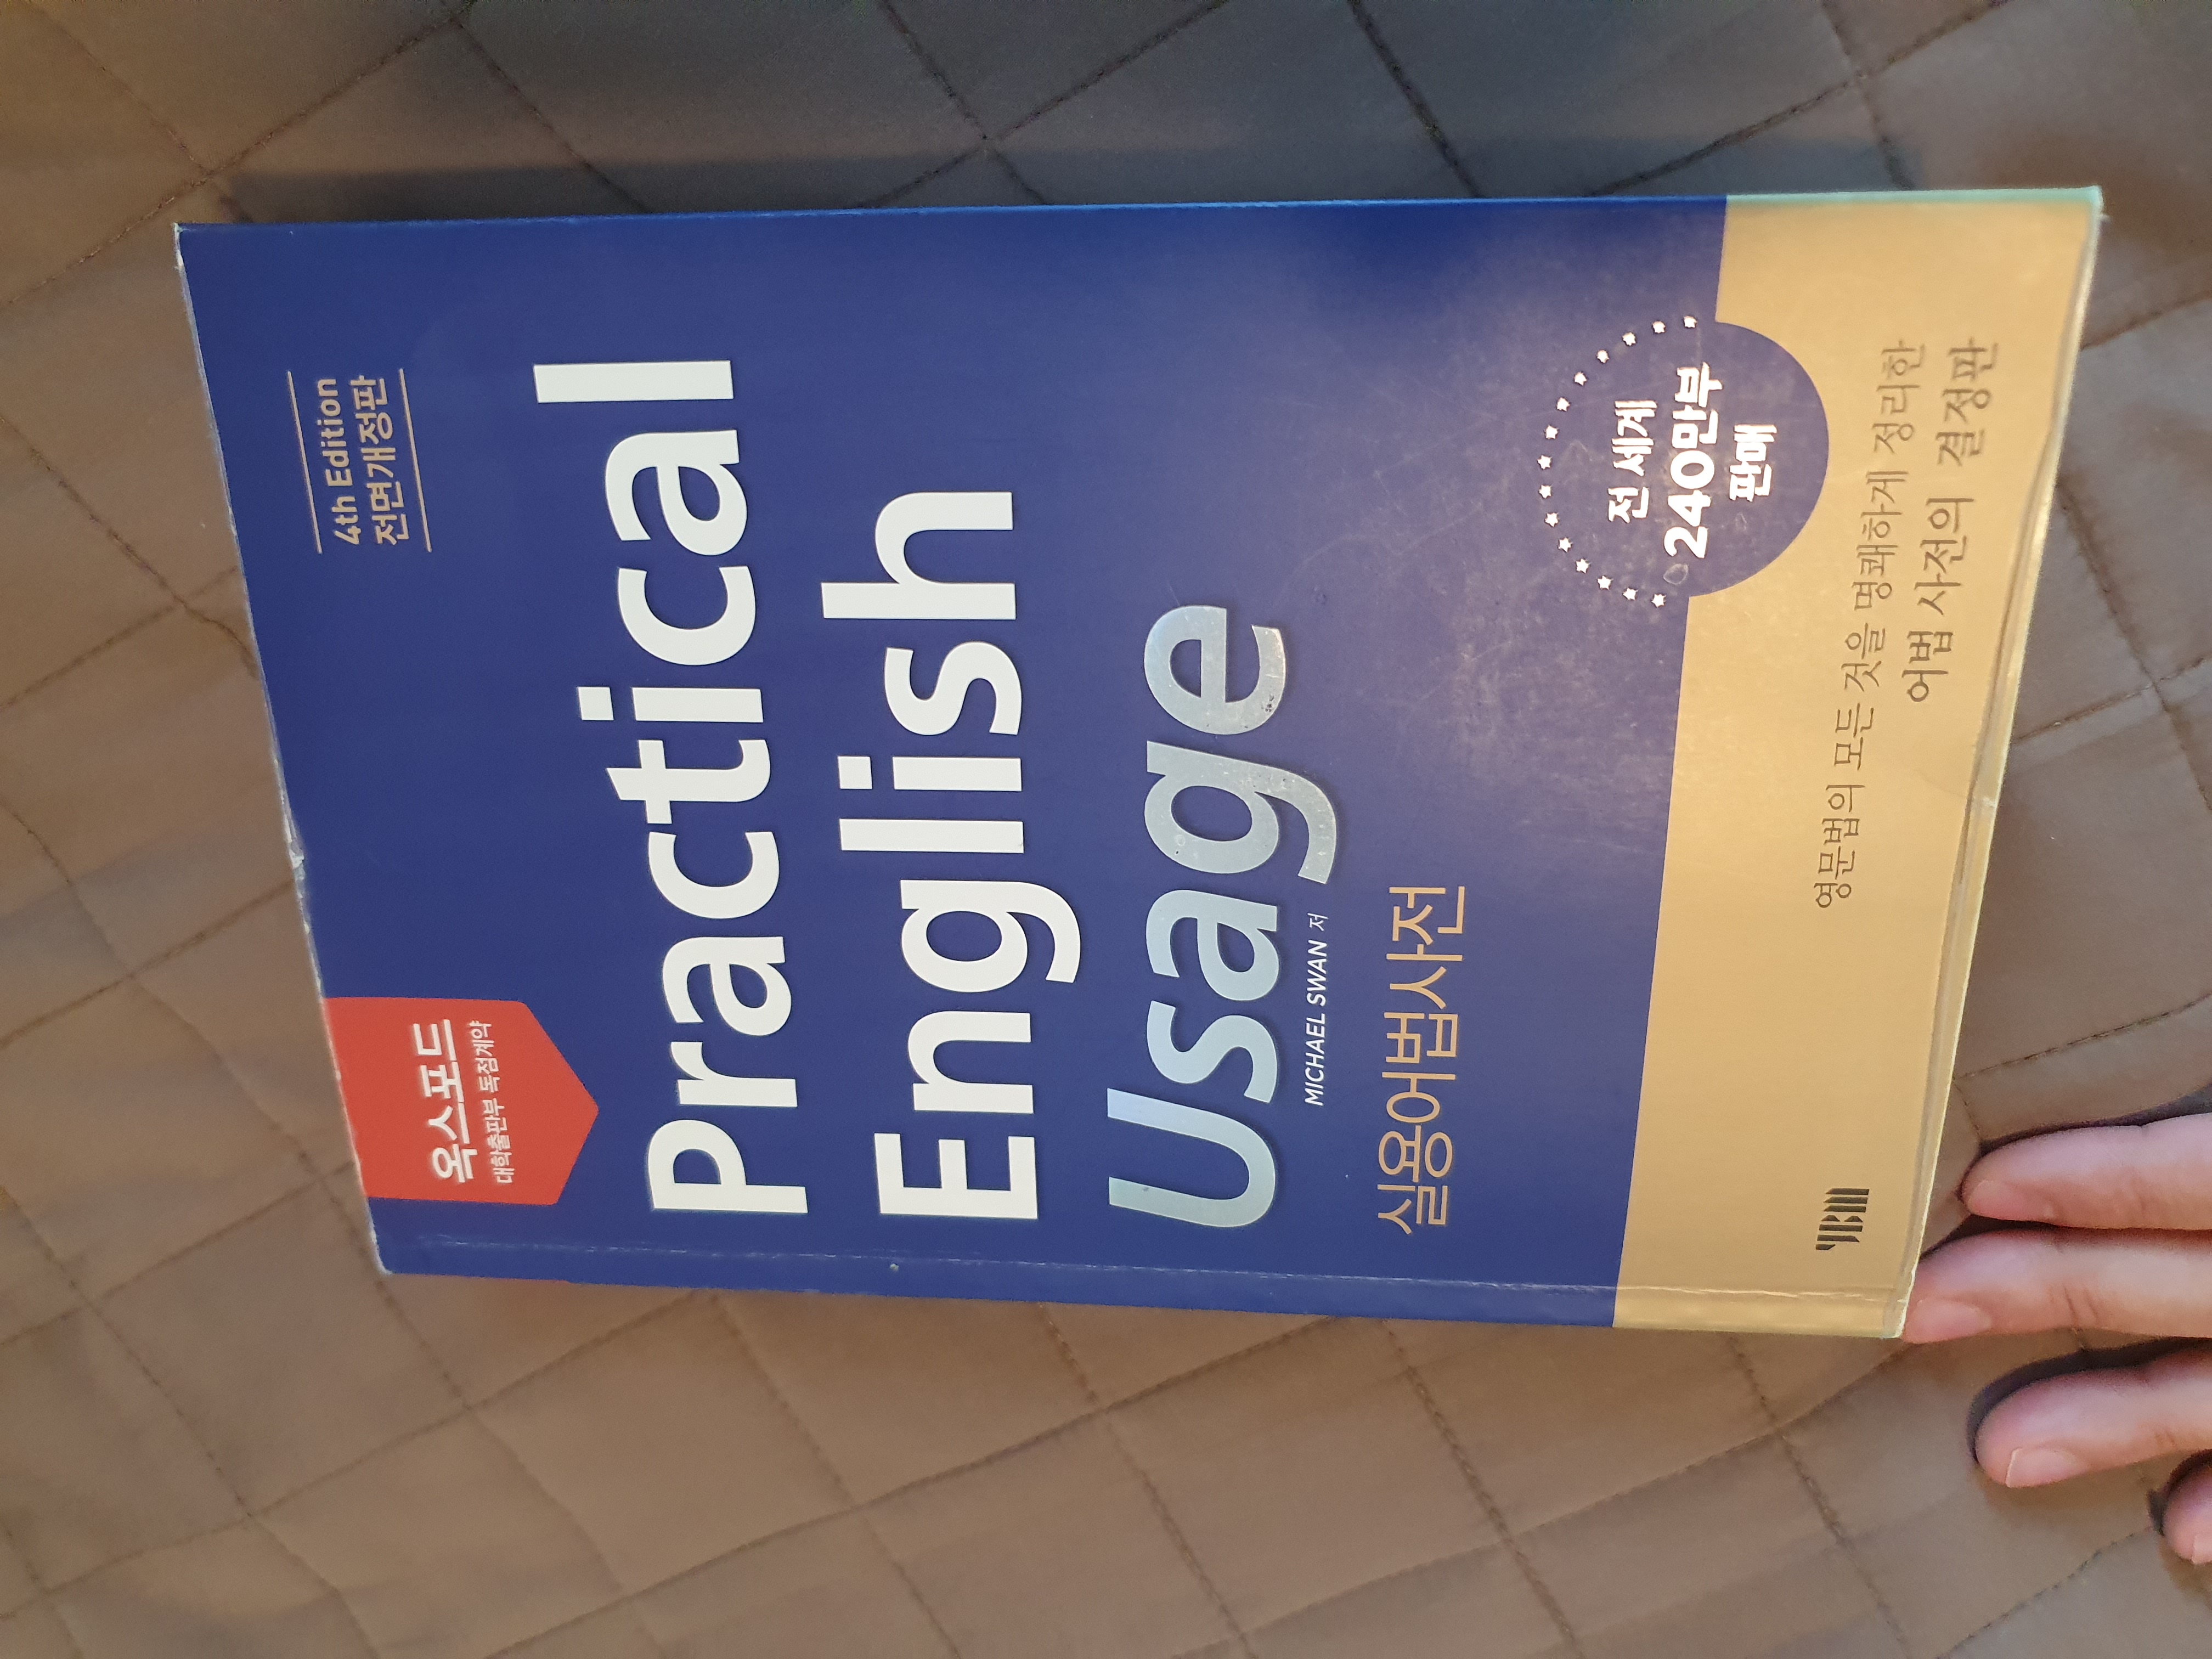 옥스포드
대학출판부 독점계약
4th Edition
전면개정판
Practical
English
Usage
MICHAEL SWAN 저
실용어법사전
전 세계
240만부
판매
영문법의 모든 것을 명쾌하게 정리한
어법 사전의 결정판
YBM